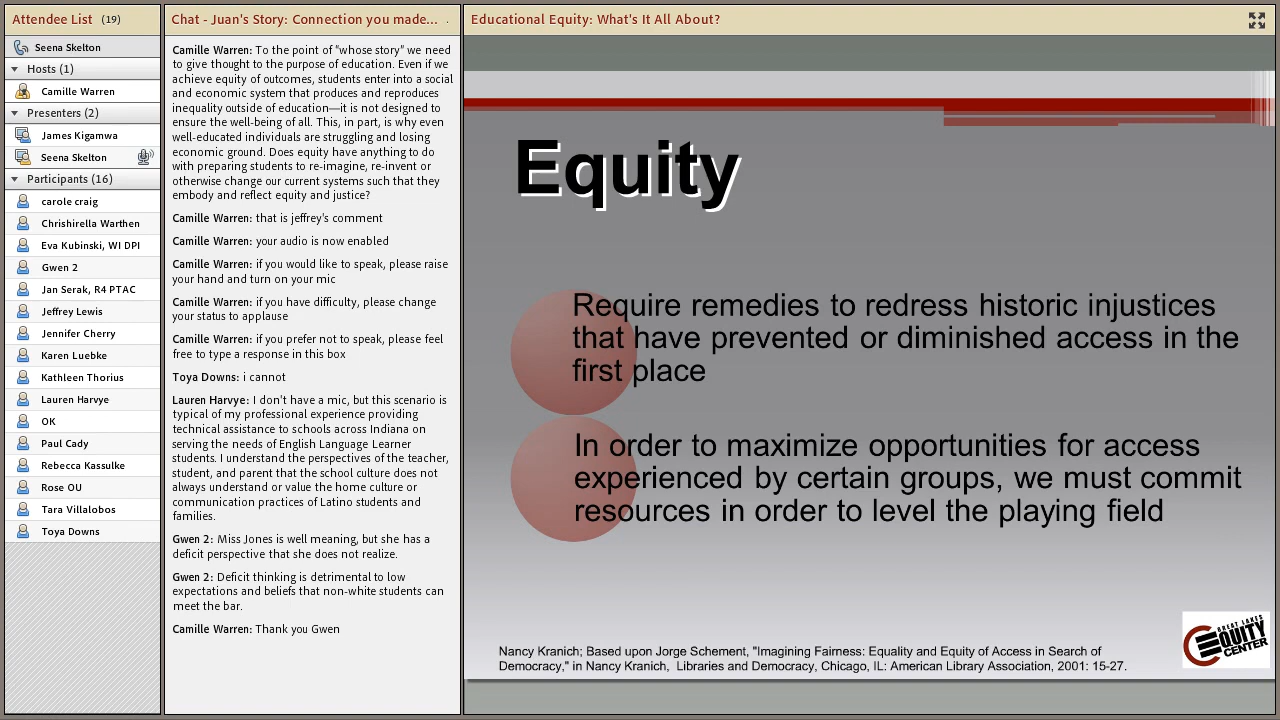 Attendee List (19)
Seena Skelton
Hosts (1)
Camille Warren
Presenters (2)
James Kigamwa
Seena Skelton
Participants (16)
carole craig
Chrishirella Warthen
Eva Kubinski, WI DPI
Gwen 2
Jan Serak, R4 PTAC
Jeffrey Lewis
Jennifer Cherry
Karen Luebke
Kathleen Thorius
Lauren Harvye
OK
Paul Cady
Rebecca Kassulke
Rose OU
Tara Villalobos
Toya Downs
Chat - Juan's Story: Connection you made... .
Camille Warren: To the point of "whose story" we need
to give thought to the purpose of education. Even if we
achieve equity of outcomes, students enter into a social
and economic system that produces and reproduces
inequality outside of education—it is not designed to
ensure the well-being of all. This, in part, is why even
well-educated individuals are struggling and losing
economic ground. Does equity have anything to do
with preparing students to re-imagine, re-invent or
otherwise change our current systems such that they
embody and reflect equity and justice?
Camille Warren: that is jeffrey's comment
Camille Warren: your audio is now enabled
Camille Warren: if you would like to speak, please raise
your hand and turn on your mic
Camille Warren: if you have difficulty, please change
your status to applause
Camille Warren: if you prefer not to speak, please feel
free to type a response in this box
Toya Downs: i cannot
Lauren Harvye: I don't have a mic, but this scenario is
typical of my professional experience providing
technical assistance to schools across Indiana on
serving the needs of English Language Learner
students. I understand the perspectives of the teacher,
student, and parent that the school culture does not
always understand or value the home culture or
communication practices of Latino students and
families.
Gwen 2: Miss Jones is well meaning, but she has a
deficit perspective that she does not realize.
Gwen 2: Deficit thinking is detrimental to low
expectations and beliefs that non-white students can
meet the bar.
Camille Warren: Thank you Gwen
Educational Equity: What's It All About?
Equity
Require remedies to redress historic injustices
that have prevented or diminished access in the
first place
In order to maximize opportunities for access
experienced by certain groups, we must commit
resources in order to level the playing field
Nancy Kranich; Based upon Jorge Schement, "Imagining Fairness: Equality and Equity of Access in Search of
Democracy," in Nancy Kranich, Libraries and Democracy, Chicago, IL: American Library Association, 2001: 15-27.
GREAT LAKES
EQUITY
CENTER